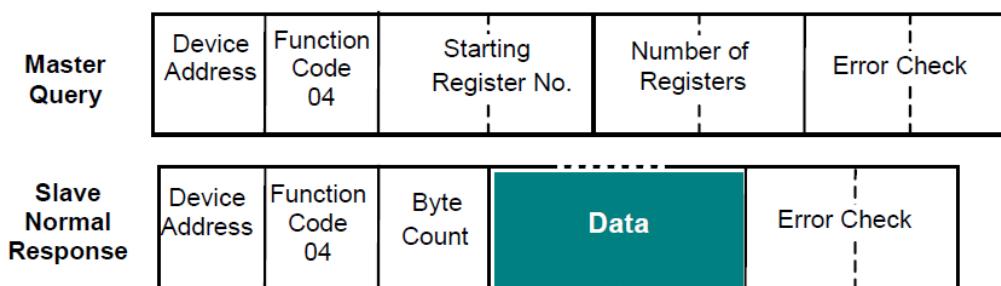 Master
Query
Device
Address
Function
Code
04
Starting
Register No.
Number of
Registers
Error Check
Slave
Normal
Response
Device
Address
Function
Code
04
Byte
Count
Data
Error Check